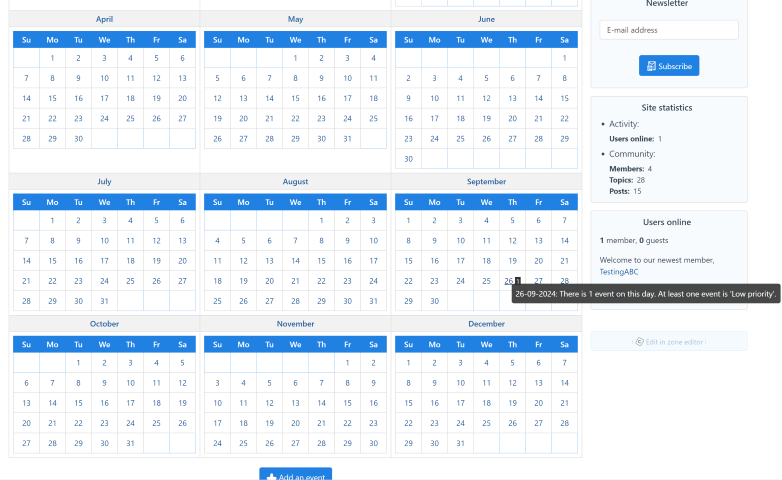 April May June
Su Mo Tu We Th Fr Sa Su Mo Tu We Th Fr Sa Su Mo Tu We Th Fr Sa
1 2 3 4 5 6 1 2 3 4 1
7 8 9 10 11 12 13 5 6 7 8 9 10 11 2 3 4 5 6 7 8
14 15 16 17 18 19 20 12 13 14 15 16 17 18 9 10 11 12 13 14 15
21 22 23 24 25 26 27 19 20 21 22 23 24 25 16 17 18 19 20 21 22
28 29 30 26 27 28 29 30 31 23 24 25 26 27 28 29
30
July August September
Su Mo Tu We Th Fr Sa Su Mo Tu We Th Fr Sa Su Mo Tu We Th Fr Sa
1 2 3 4 5 6 1 2 3 1 2 3 4 5 6 7
7 8 9 10 11 12 13 4 5 6 7 8 9 10 8 9 10 11 12 13 14
14 15 16 17 18 19 20 11 12 13 14 15 16 17 15 16 17 18 19 20 21
21 22 23 24 25 26 27 18 19 20 21 22 23 24 22 23 24 25 26 1 27 28
28 29 30 31 25 26 27 28 29 30 31 29 30
26-09-2024: There is 1 event on this day. At least one event is 'Low priority'.
October November December
Su Mo Tu We Th Fr Sa Su Mo Tu We Th Fr Sa Su Mo Tu We Th Fr Sa
1 2 3 4 5 1 2 1 2 3 4 5 6 7
6 7 8 9 10 11 12 3 4 5 6 7 8 9 8 9 10 11 12 13 14
13 14 15 16 17 18 19 10 11 12 13 14 15 16 15 16 17 18 19 20 21
20 21 22 23 24 25 26 17 18 19 20 21 22 23 22 23 24 25 26 27 28
27 28 29 30 31 24 25 26 27 28 29 30 29 30 31
Add an event
Newsletter
E-mail address
Subscribe
Site statistics
Activity:
Users online: 1
Community:
Members: 4
Topics: 28
Posts: 15
Users online
1 member, 0 guests
Welcome to our newest member,
TestingABC
Edit in zone editor